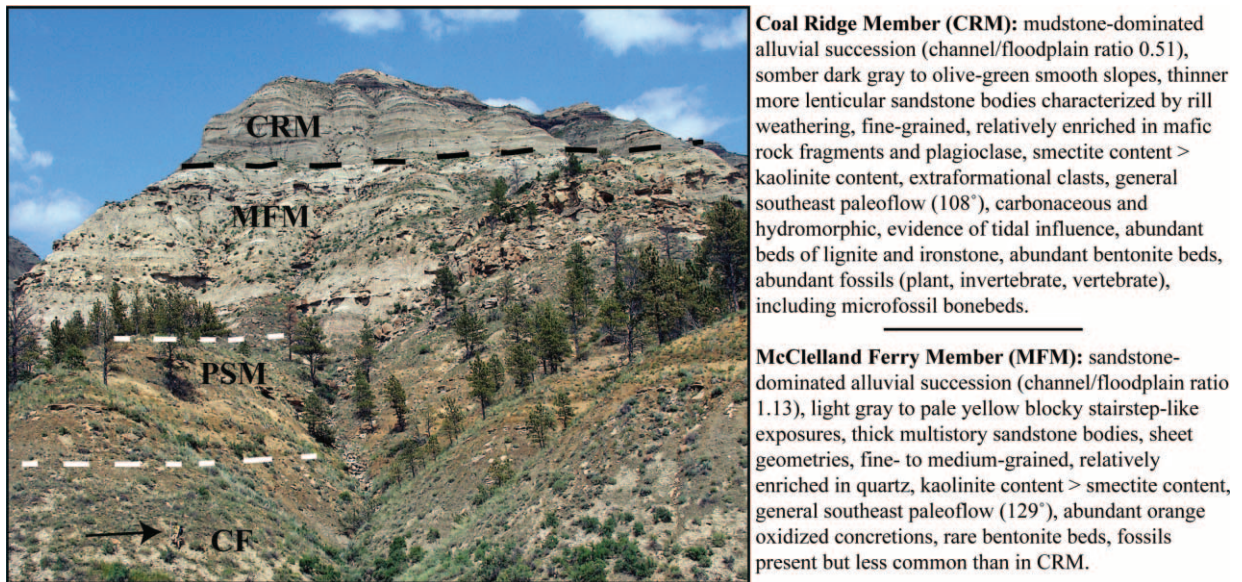 CRM
MFM
PSM
CF
Coal Ridge Member (CRM): mudstone-dominated
alluvial succession (channel/floodplain ratio 0.51),
somber dark gray to olive-green smooth slopes, thinner
more lenticular sandstone bodies characterized by rill
weathering, fine-grained, relatively enriched in mafic
rock fragments and plagioclase, smectite content >
kaolinite content, extraformational clasts, general
southeast paleoflow (108˚), carbonaceous and
hydromorphic, evidence of tidal influence, abundant
beds of lignite and ironstone, abundant bentonite beds,
abundant fossils (plant, invertebrate, vertebrate),
including microfossil bonebeds.
McClelland Ferry Member (MFM): sandstone-
dominated alluvial succession (channel/floodplain ratio
1.13), light gray to pale yellow blocky stairstep-like
exposures, thick multistory sandstone bodies, sheet
geometries, fine- to medium-grained, relatively
enriched in quartz, kaolinite content > smectite content,
general southeast paleoflow (129˚), abundant orange
oxidized concretions, rare bentonite beds, fossils
present but less common than in CRM.